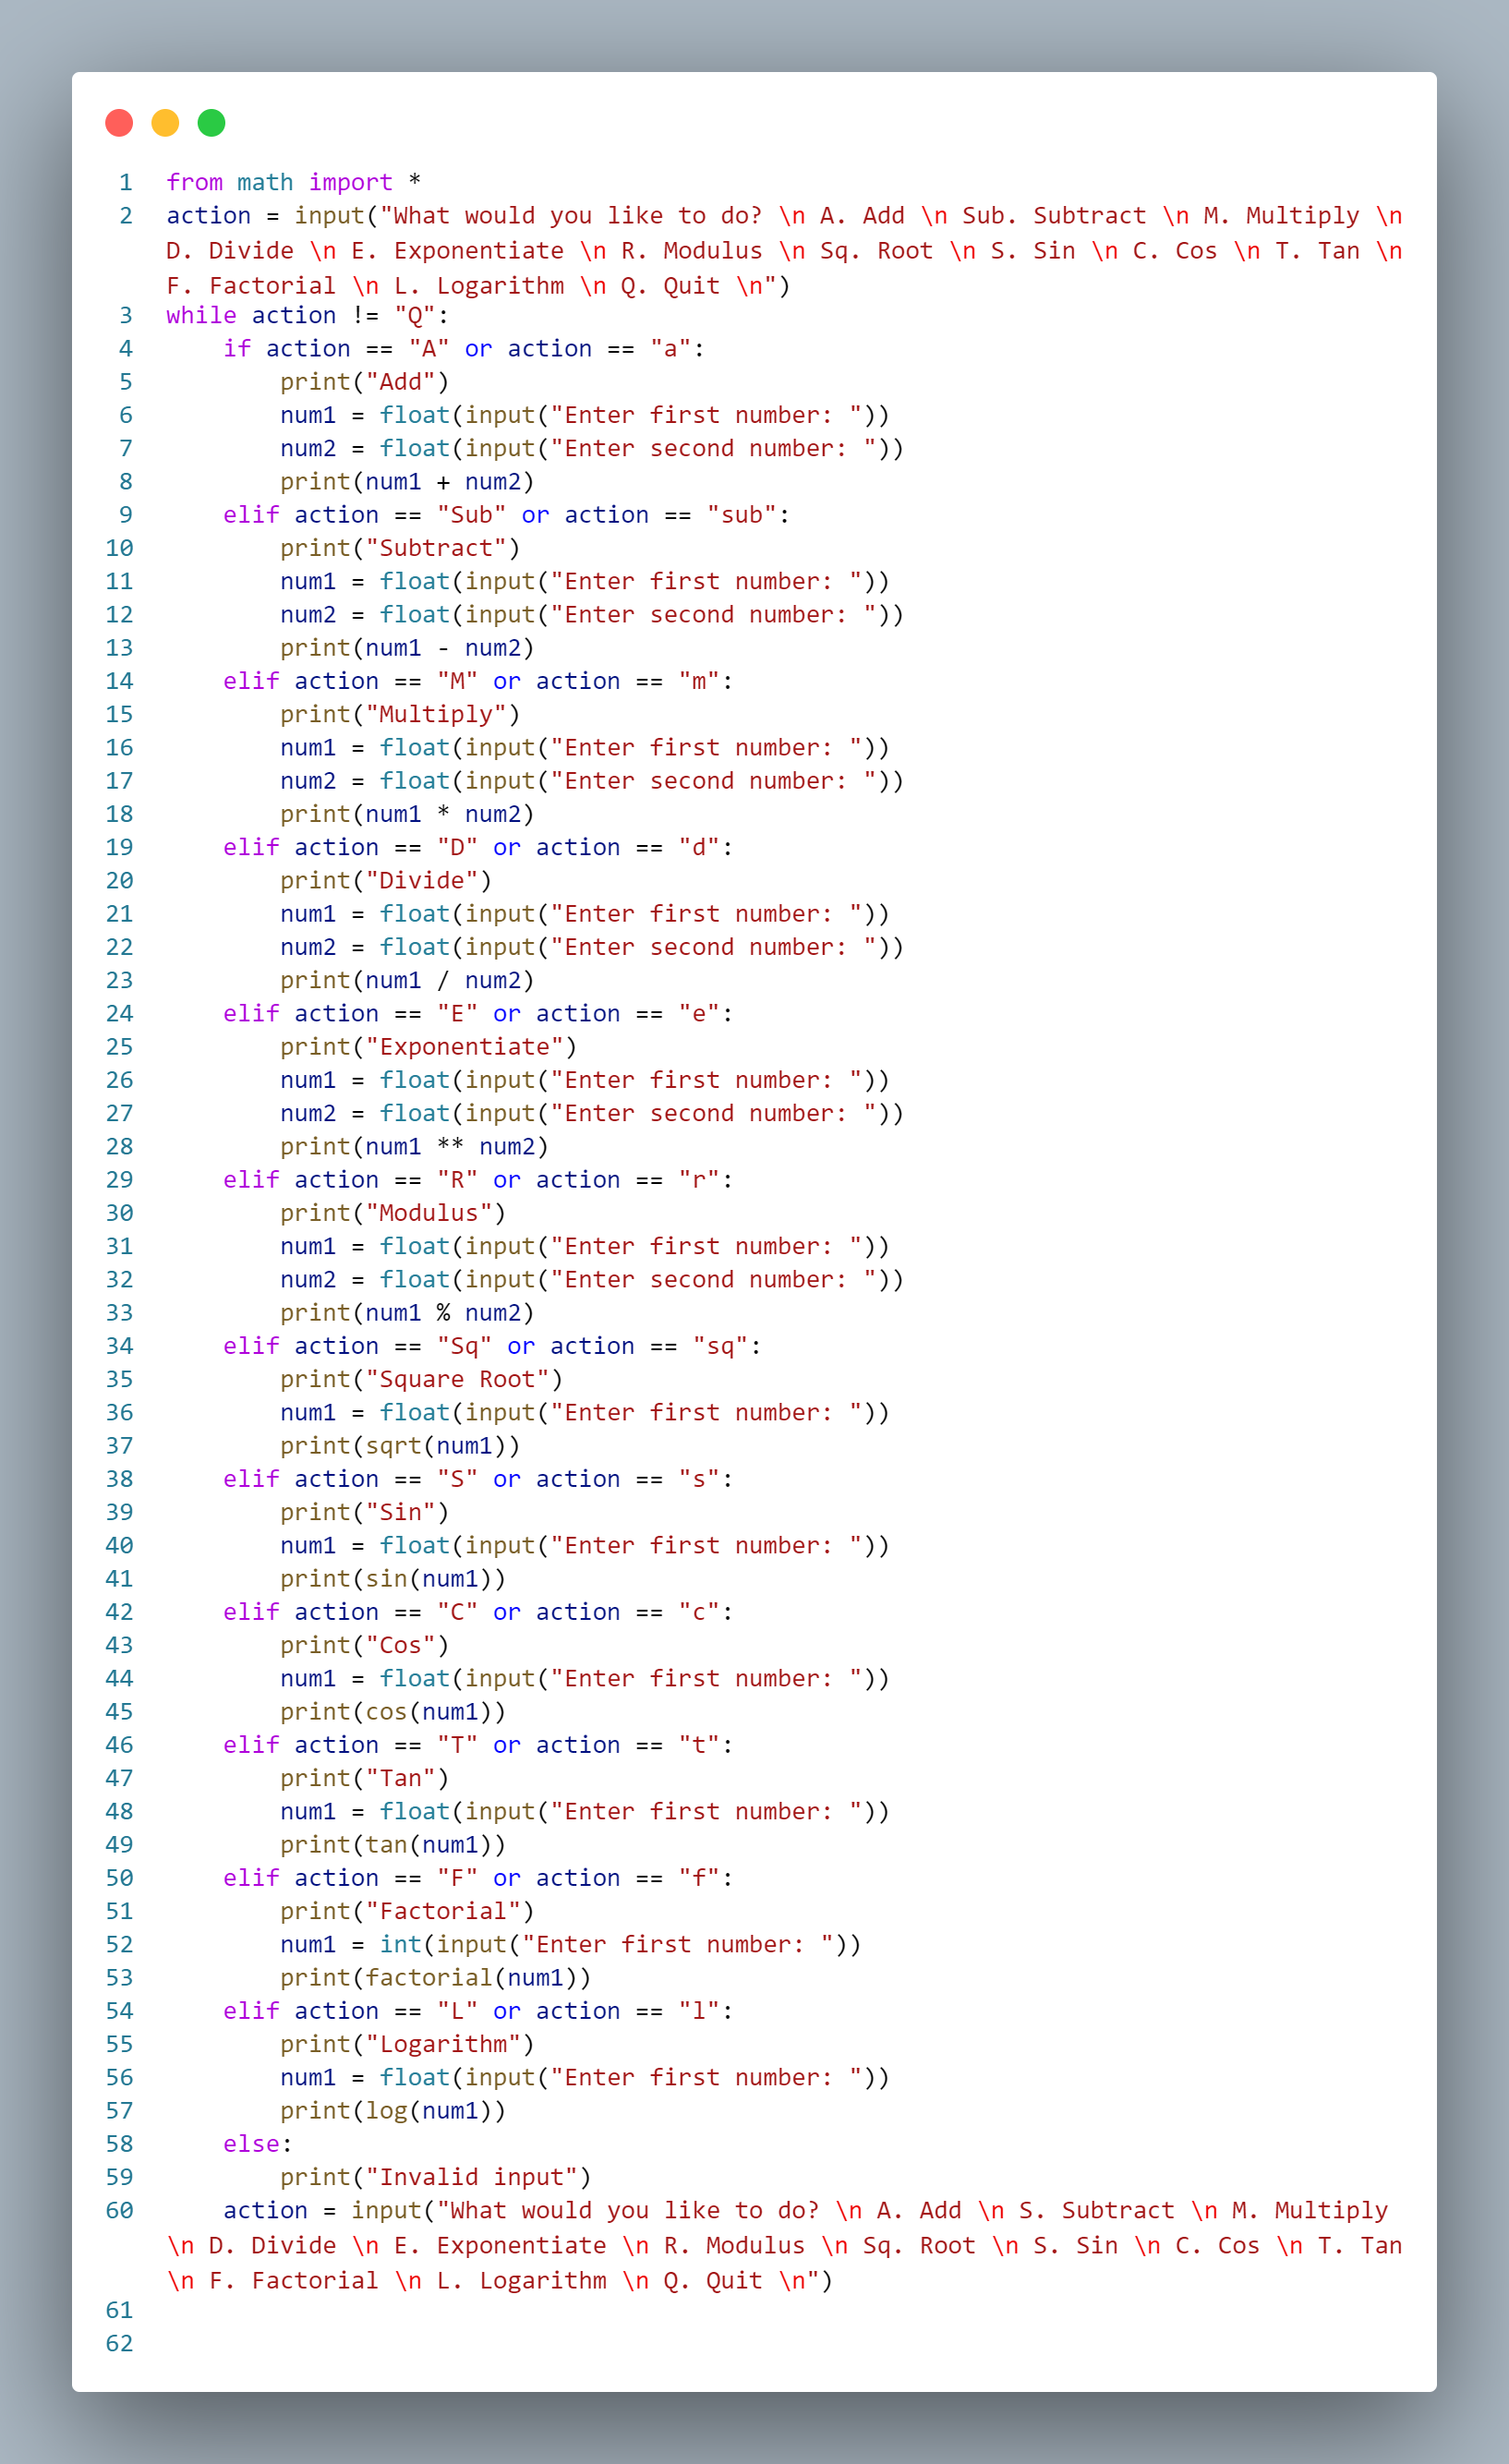 1 from math import *
2 action = input("What would you like to do? \n A. Add \n Sub. Subtract \n M. Multiply \n
D. Divide \n E. Exponentiate \n R. Modulus \n Sq. Root \n S. Sin \n C. Cos \n T. Tan \n
F. Factorial \n L. Logarithm \n Q. Quit \n")
3 while action != "Q":
4     if action == "A" or action == "a":
5         print("Add")
6         num1 = float(input("Enter first number: "))
7         num2 = float(input("Enter second number: "))
8         print(num1 + num2)
9     elif action == "Sub" or action == "sub":
10         print("Subtract")
11         num1 = float(input("Enter first number: "))
12         num2 = float(input("Enter second number: "))
13         print(num1 - num2)
14     elif action == "M" or action == "m":
15         print("Multiply")
16         num1 = float(input("Enter first number: "))
17         num2 = float(input("Enter second number: "))
18         print(num1 * num2)
19     elif action == "D" or action == "d":
20         print("Divide")
21         num1 = float(input("Enter first number: "))
22         num2 = float(input("Enter second number: "))
23         print(num1 / num2)
24     elif action == "E" or action == "e":
25         print("Exponentiate")
26         num1 = float(input("Enter first number: "))
27         num2 = float(input("Enter second number: "))
28         print(num1 ** num2)
29     elif action == "R" or action == "r":
30         print("Modulus")
31         num1 = float(input("Enter first number: "))
32         num2 = float(input("Enter second number: "))
33         print(num1 % num2)
34     elif action == "Sq" or action == "sq":
35         print("Square Root")
36         num1 = float(input("Enter first number: "))
37         print(sqrt(num1))
38     elif action == "S" or action == "s":
39         print("Sin")
40         num1 = float(input("Enter first number: "))
41         print(sin(num1))
42     elif action == "C" or action == "c":
43         print("Cos")
44         num1 = float(input("Enter first number: "))
45         print(cos(num1))
46     elif action == "T" or action == "t":
47         print("Tan")
48         num1 = float(input("Enter first number: "))
49         print(tan(num1))
50     elif action == "F" or action == "f":
51         print("Factorial")
52         num1 = int(input("Enter first number: "))
53         print(factorial(num1))
54     elif action == "L" or action == "l":
55         print("Logarithm")
56         num1 = float(input("Enter first number: "))
57         print(log(num1))
58     else:
59         print("Invalid input")
60     action = input("What would you like to do? \n A. Add \n S. Subtract \n M. Multiply
\n D. Divide \n E. Exponentiate \n R. Modulus \n Sq. Root \n S. Sin \n C. Cos \n T. Tan
\n F. Factorial \n L. Logarithm \n Q. Quit \n")
61
62